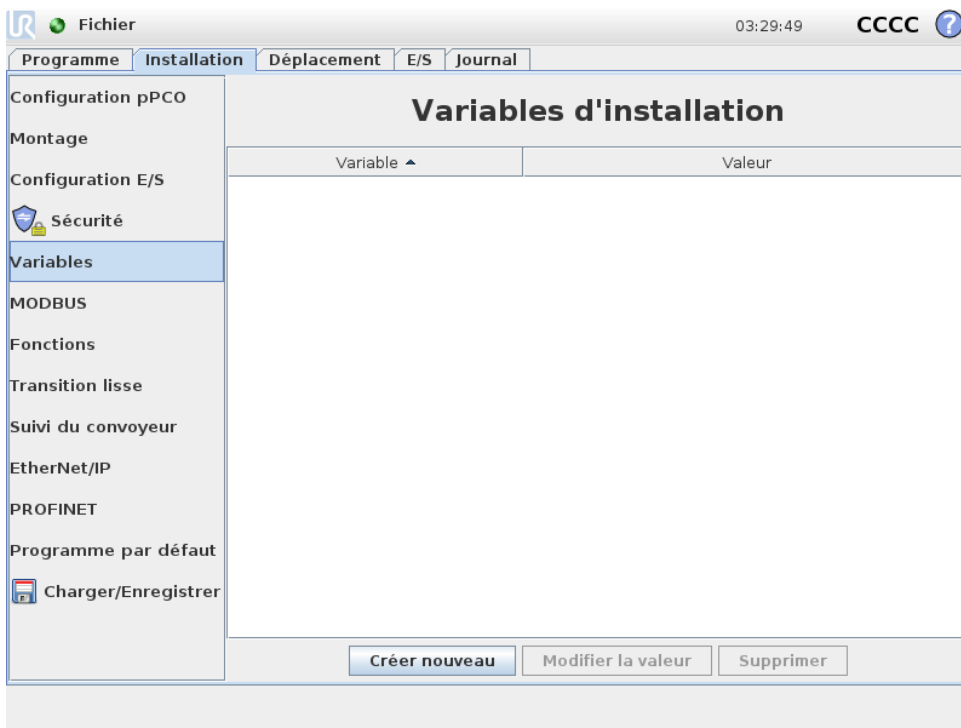 UR Fichier 03:29:49 CCCC ?
Programme Installation Déplacement E/S Journal
Configuration pPCO
Montage
Configuration E/S
Sécurité
Variables
MODBUS
Fonctions
Transition lisse
Suivi du convoyeur
EtherNet/IP
PROFINET
Programme par défaut
Charger/Enregistrer
Variables d'installation
Variable Valeur
Créer nouveau Modifier la valeur Supprimer